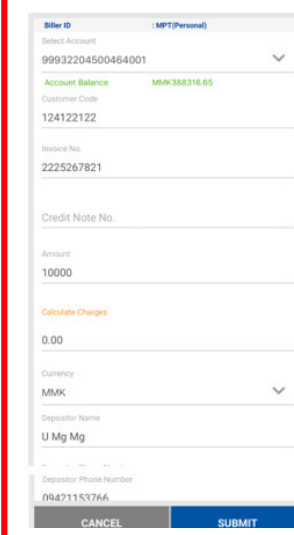 Biller ID : MPT(Personal)
Select Account
99932204500464001
Account Balance MMK388316.65
Customer Code
124122122
Invoice No.
2225267821
Credit Note No.
Amount
10000
Calculate Charges
0.00
Currency
MMK
Depositor Name
U Mg Mg
Depositor Phone Number
09421153766
CANCEL SUBMIT